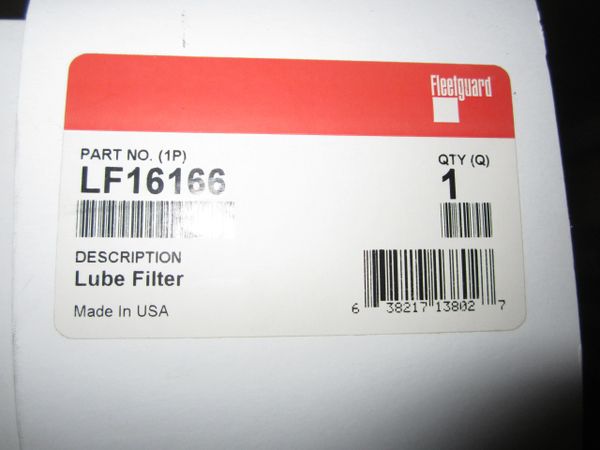 Fleetguard
PART NO. (1P)
LF16166
QTY (Q)
1
DESCRIPTION
Lube Filter
Made In USA
6 38217 13802 7